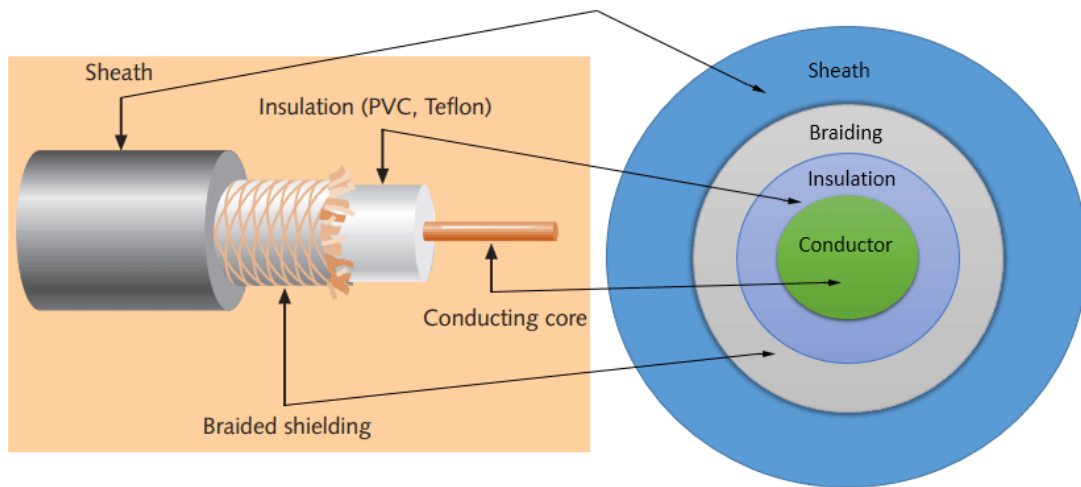 Sheath
Insulation (PVC, Teflon)
Conducting core
Braided shielding
Sheath
Braiding
Insulation
Conductor